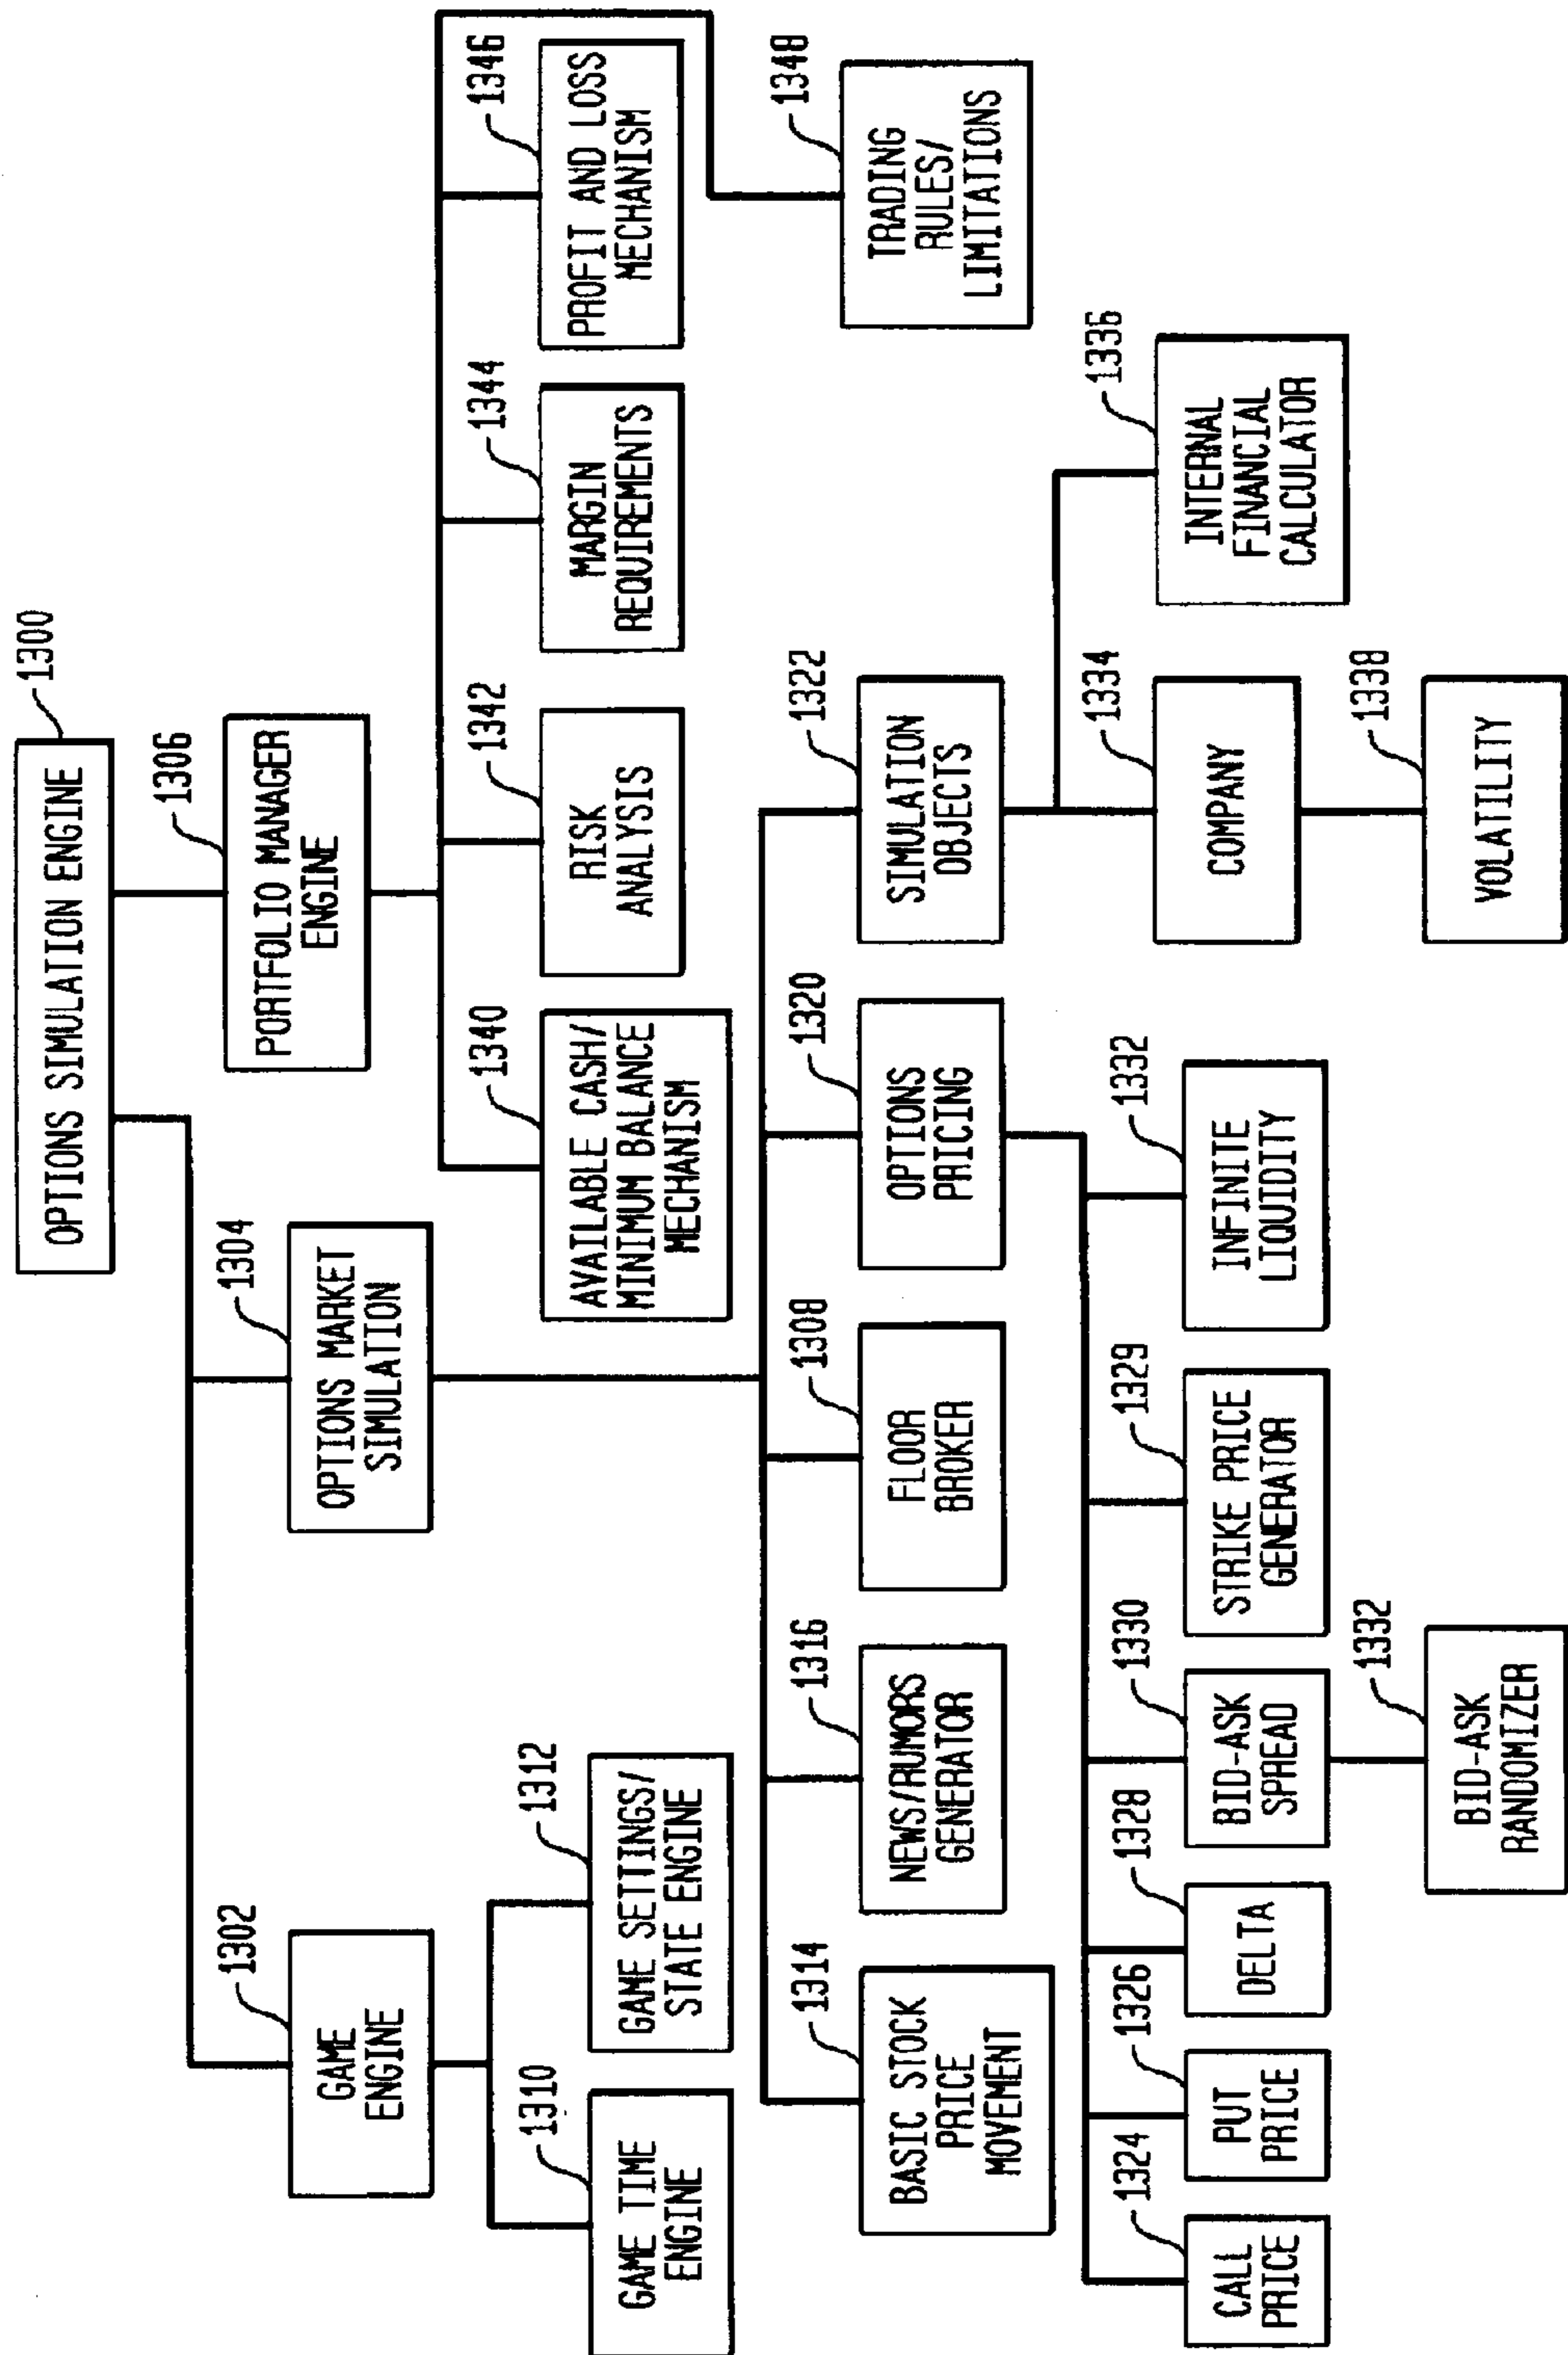 OPTIONS SIMULATION ENGINE
1300
PORTFOLIO MANAGER
ENGINE
1306
OPTIONS MARKET
SIMULATION
1304
GAME
ENGINE
1302
GAME TIME
ENGINE
1310
GAME SETTINGS/
STATE ENGINE
1312
AVAILABLE CASH/
MINIMUM BALANCE
MECHANISM
1340
RISK
ANALYSIS
1342
MARGIN
REQUIREMENTS
1344
PROFIT AND LOSS
MECHANISM
1346
TRADING
RULES/
LIMITATIONS
1348
BASIC STOCK
PRICE
MOVEMENT
1314
NEWS/RUMORS
GENERATOR
1316
FLOOR
BROKER
1308
OPTIONS
PRICING
1320
SIMULATION
OBJECTS
1322
CALL
PRICE
1324
PUT
PRICE
1326
DELTA
1328
BID-ASK
SPREAD
1330
STRIKE PRICE
GENERATOR
1329
INFINITE
LIQUIDITY
1332
COMPANY
1334
INTERNAL
FINANCIAL
CALCULATOR
1336
BID-ASK
RANDOMIZER
1332
VOLATILITY
1338